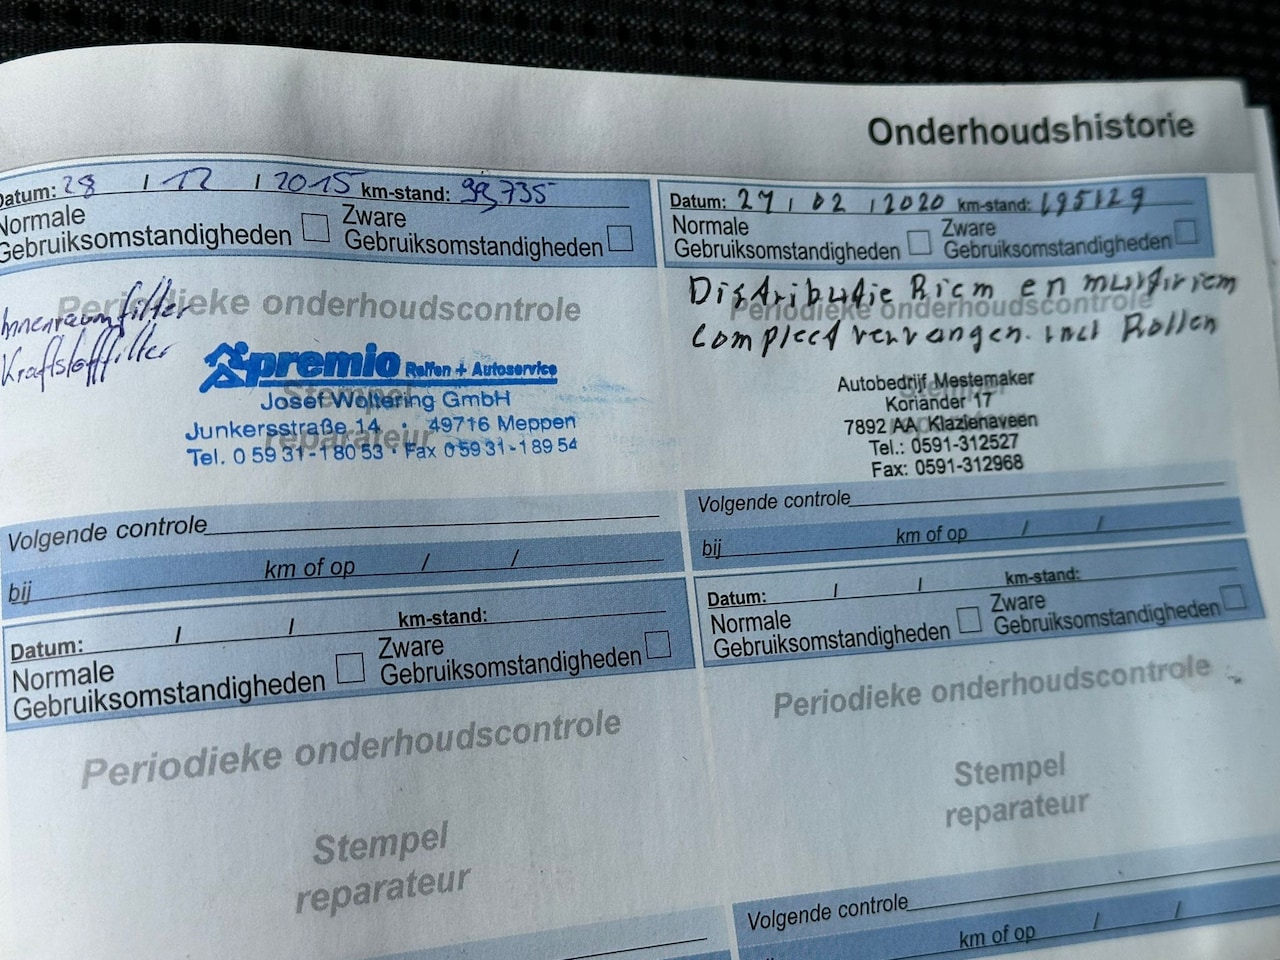 Onderhoudshistorie
Datum: 28 / 12 / 2015 km-stand: 99,735
Normale Gebruiksomstandigheden
Zware Gebruiksomstandigheden
Periodieke onderhoudscontrole
Innenraumfilter
Kraftstofffilter
premio Reifen + Autoservice
Stempel
Josef Woltering GmbH
Junkersstraße 14 · 49716 Meppen
reparateur
Tel. 0 59 31-1 80 53 · Fax 0 59 31-1 89 54
Volgende controle
bij km of op / /
Datum: / / km-stand:
Normale Gebruiksomstandigheden
Zware Gebruiksomstandigheden
Periodieke onderhoudscontrole
Stempel
reparateur
Datum: 27 / 02 / 2020 km-stand: 195129
Normale Gebruiksomstandigheden
Zware Gebruiksomstandigheden
Distributie Riem en multiriem
Periodieke onderhoudscontrole
Compleet vervangen. incl Rollen
Autobedrijf Mestemaker
Stempel
Koriander 17
7892 AA Klazienaveen
Tel.: 0591-312527
Fax: 0591-312968
Volgende controle
bij km of op / /
Datum: / / km-stand:
Normale Gebruiksomstandigheden
Zware Gebruiksomstandigheden
Periodieke onderhoudscontrole
Stempel
reparateur
Volgende controle
km of op / /